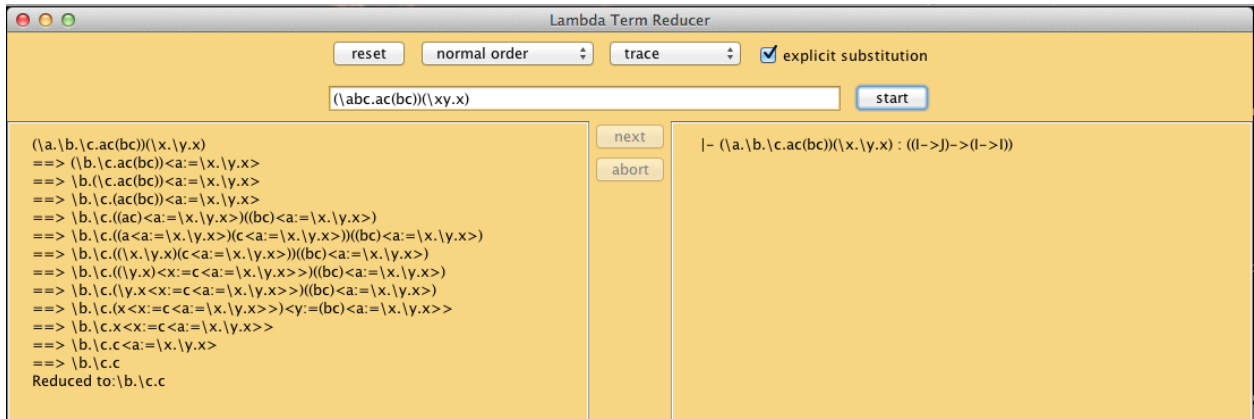 Lambda Term Reducer
reset normal order trace explicit substitution
(\abc.ac(bc))(\xy.x) start
(\a.\b.\c.ac(bc))(\x.\y.x)
==> (\b.\c.ac(bc))<a:=\x.\y.x>
==> \b.(\c.ac(bc))<a:=\x.\y.x>
==> \b.\c.(ac(bc))<a:=\x.\y.x>
==> \b.\c.((ac)<a:=\x.\y.x>)((bc)<a:=\x.\y.x>)
==> \b.\c.((a<a:=\x.\y.x>)(c<a:=\x.\y.x>))((bc)<a:=\x.\y.x>)
==> \b.\c.((\x.\y.x)(c<a:=\x.\y.x>))((bc)<a:=\x.\y.x>)
==> \b.\c.((\y.x)<x:=c<a:=\x.\y.x>>)((bc)<a:=\x.\y.x>)
==> \b.\c.(\y.x<x:=c<a:=\x.\y.x>>)((bc)<a:=\x.\y.x>)
==> \b.\c.(x<x:=c<a:=\x.\y.x>>)<y:=(bc)<a:=\x.\y.x>>
==> \b.\c.x<x:=c<a:=\x.\y.x>>
==> \b.\c.c<a:=\x.\y.x>
==> \b.\c.c
Reduced to:\b.\c.c
next
abort
|- (\a.\b.\c.ac(bc))(\x.\y.x) : ((I->J)->(I->I))